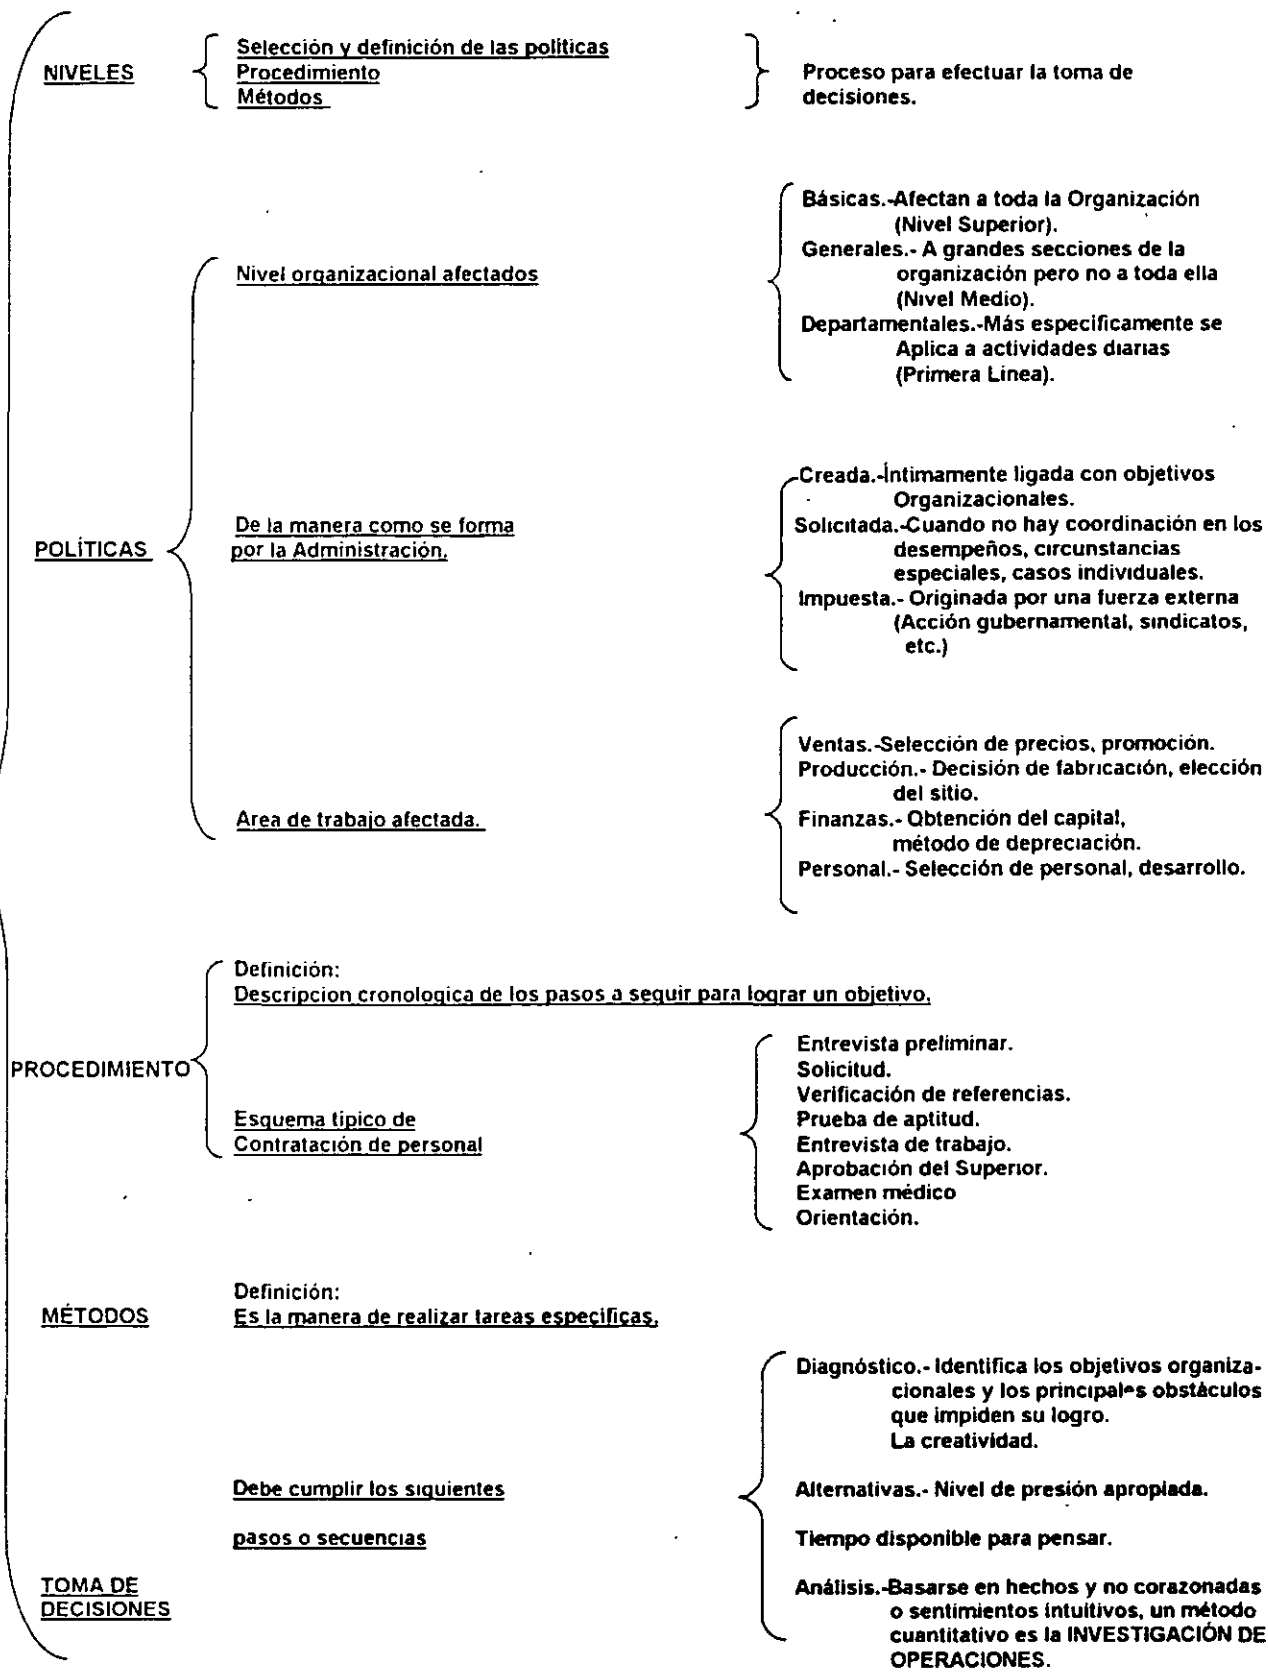 NIVELES
Selección y definición de las políticas
Procedimiento
Métodos
Proceso para efectuar la toma de
decisiones.
POLÍTICAS
Nivel organizacional afectados
Básicas.-Afectan a toda la Organización
(Nivel Superior).
Generales.- A grandes secciones de la
organización pero no a toda ella
(Nivel Medio).
Departamentales.-Más especificamente se
Aplica a actividades diarias
(Primera Linea).
De la manera como se forma
por la Administración.
Creada.-Íntimamente ligada con objetivos
Organizacionales.
Solicitada.-Cuando no hay coordinación en los
desempeños, circunstancias
especiales, casos individuales.
Impuesta.- Originada por una fuerza externa
(Acción gubernamental, sindicatos,
etc.)
Area de trabajo afectada.
Ventas.-Selección de precios, promoción.
Producción.- Decisión de fabricación, elección
del sitio.
Finanzas.- Obtención del capital,
método de depreciación.
Personal.- Selección de personal, desarrollo.
PROCEDIMIENTO
Definición:
Descripcion cronologica de los pasos a seguir para lograr un objetivo.
Esquema tipico de
Contratación de personal
Entrevista preliminar.
Solicitud.
Verificación de referencias.
Prueba de aptitud.
Entrevista de trabajo.
Aprobación del Superior.
Examen médico
Orientación.
MÉTODOS
Definición:
Es la manera de realizar tareas especificas.
TOMA DE
DECISIONES
Debe cumplir los siguientes
pasos o secuencias
Diagnóstico.- Identifica los objetivos organiza-
cionales y los principales obstáculos
que impiden su logro.
La creatividad.
Alternativas.- Nivel de presión apropiada.
Tiempo disponible para pensar.
Análisis.-Basarse en hechos y no corazonadas
o sentimientos intuitivos, un método
cuantitativo es la INVESTIGACIÓN DE
OPERACIONES.